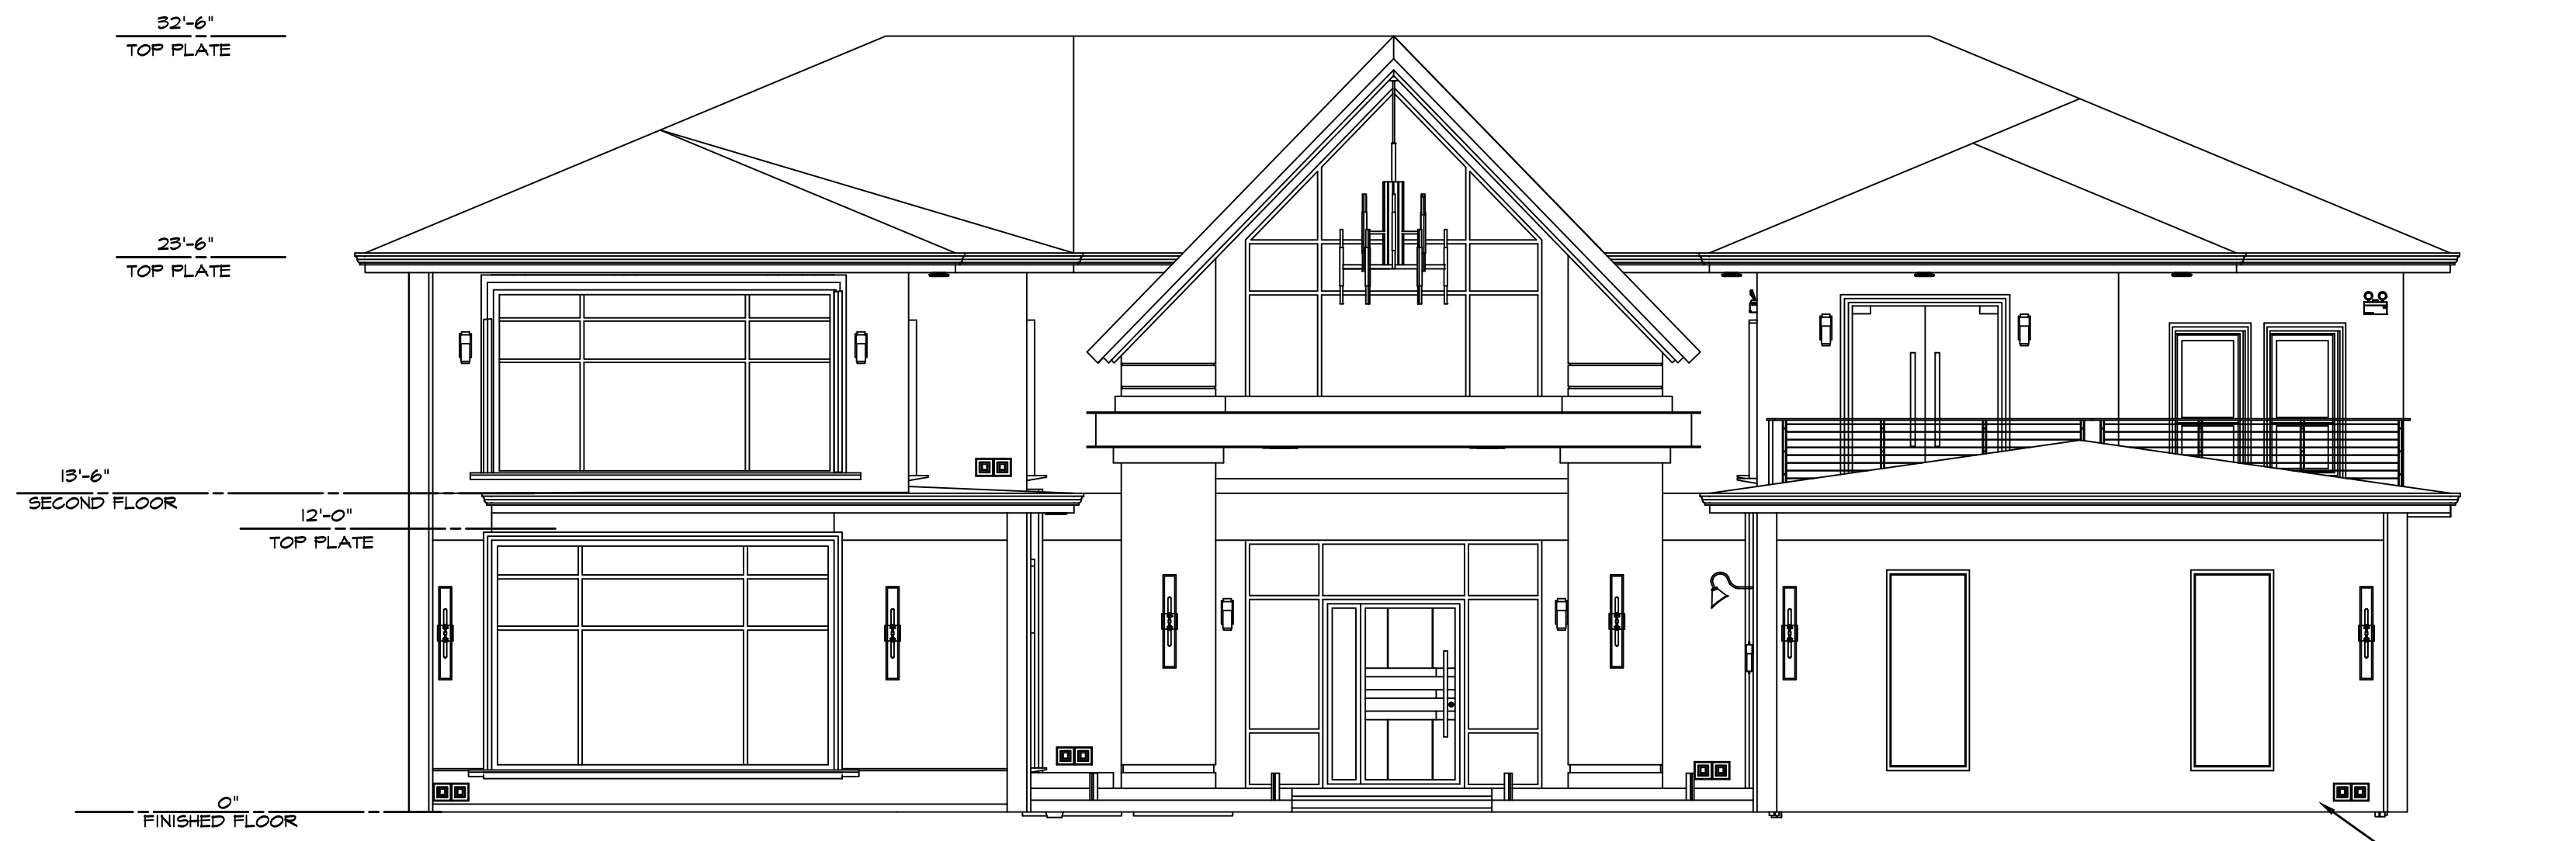 32'-6"
TOP PLATE
23'-6"
TOP PLATE
13'-6"
SECOND FLOOR
12'-0"
TOP PLATE
0"
FINISHED FLOOR